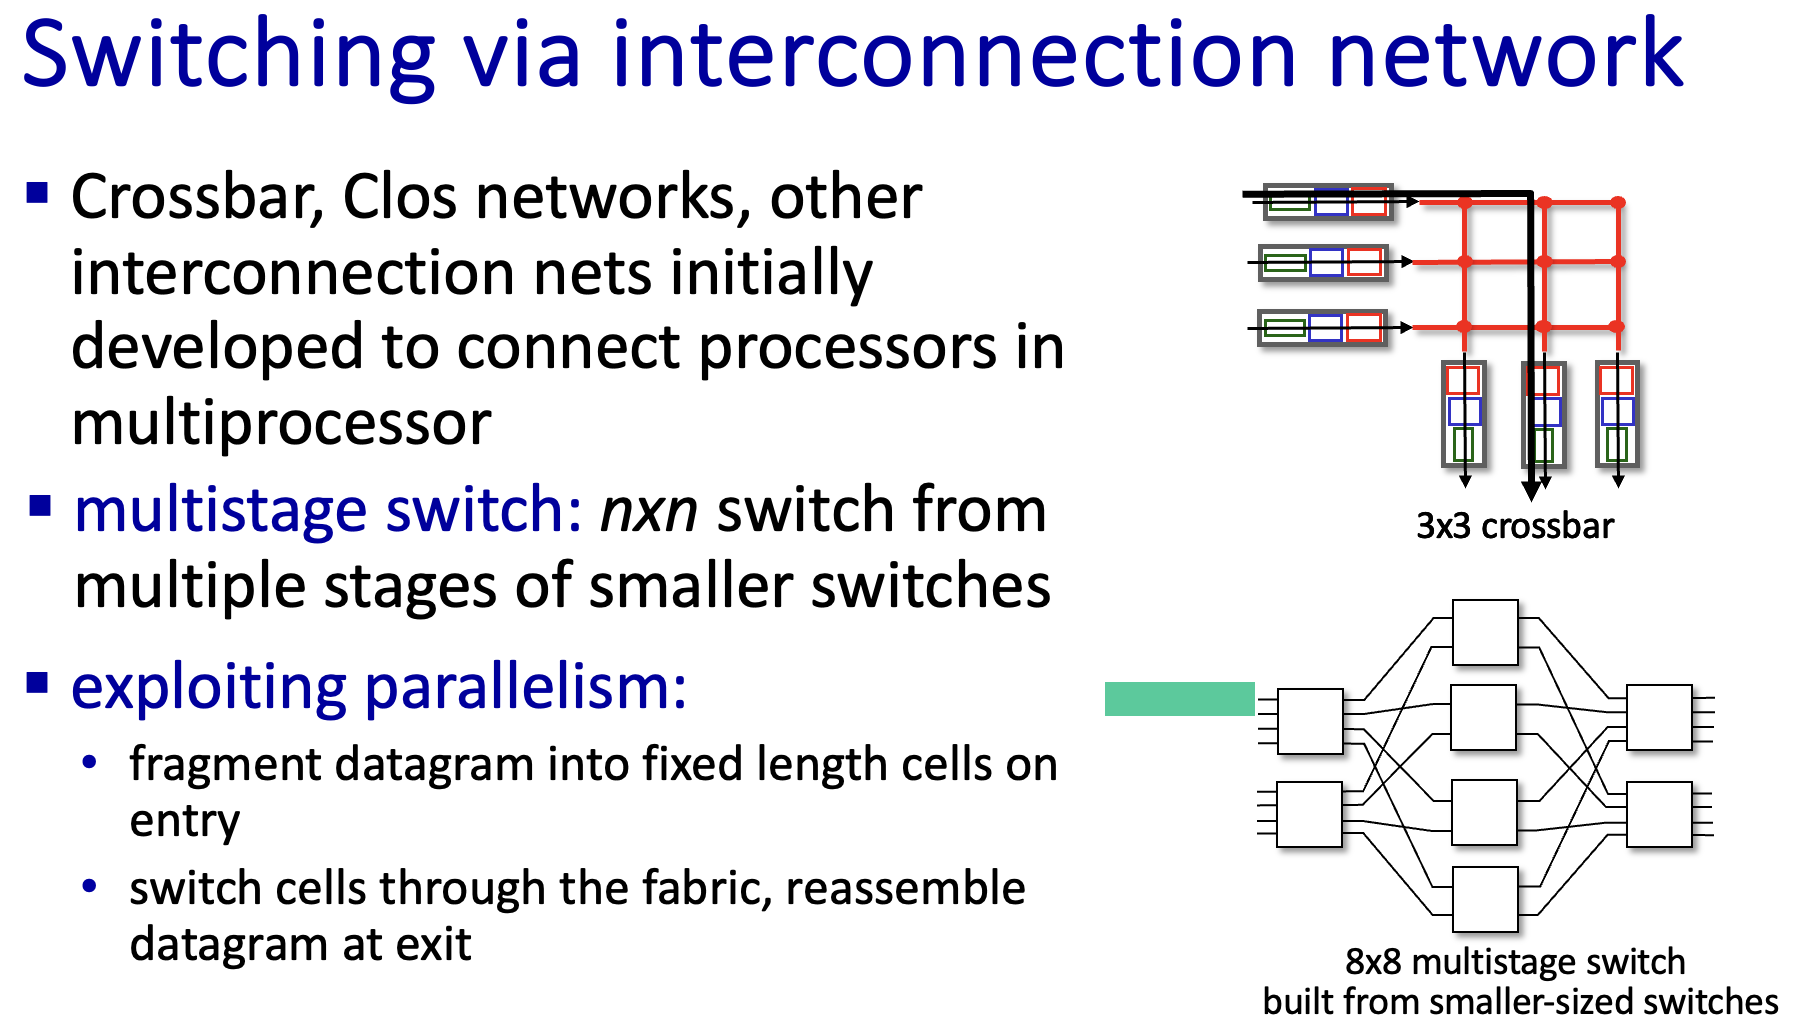 Switching via interconnection network
▪ Crossbar, Clos networks, other
interconnection nets initially
developed to connect processors in
multiprocessor
▪ multistage switch: nxn switch from
multiple stages of smaller switches
▪ exploiting parallelism:
• fragment datagram into fixed length cells on
entry
• switch cells through the fabric, reassemble
datagram at exit
3x3 crossbar
8x8 multistage switch
built from smaller-sized switches